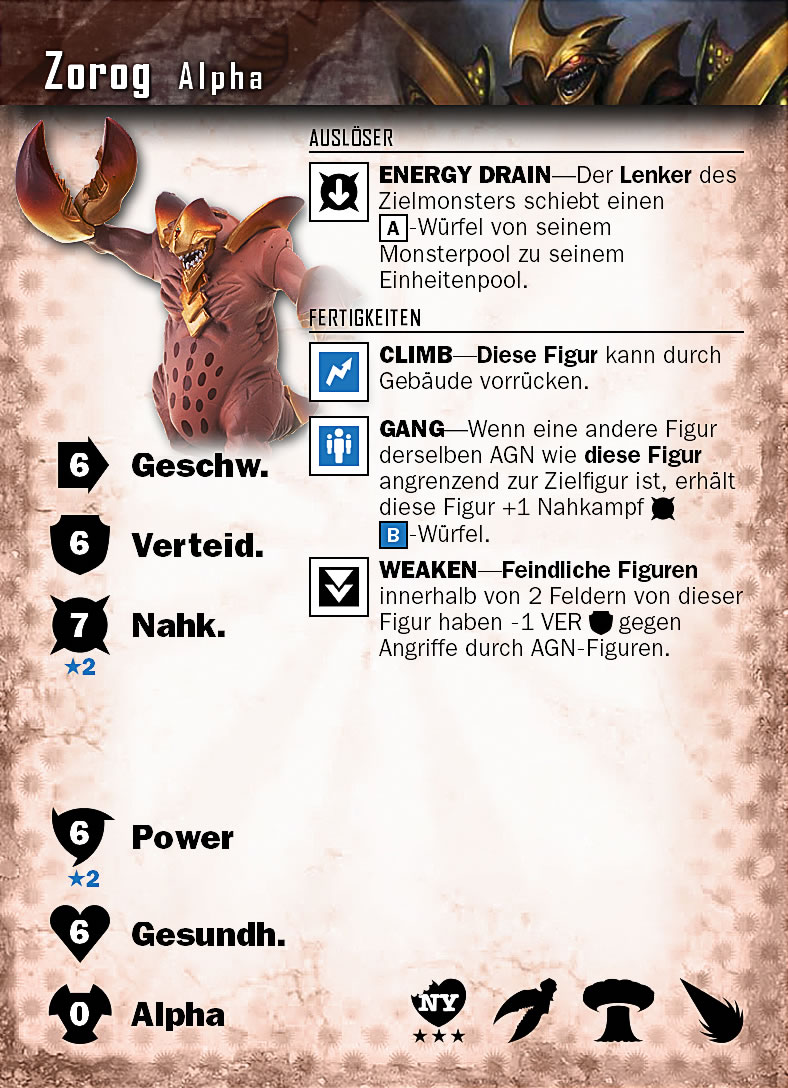 Zorog Alpha
AUSLÖSER
ENERGY DRAIN—Der Lenker des
Zielmonsters schiebt einen
A-Würfel von seinem
Monsterpool zu seinem
Einheitenpool.
FERTIGKEITEN
CLIMB—Diese Figur kann durch
Gebäude vorrücken.
GANG—Wenn eine andere Figur
derselben AGN wie diese Figur
angrenzend zur Zielfigur ist, erhält
diese Figur +1 Nahkampf
B-Würfel.
WEAKEN—Feindliche Figuren
innerhalb von 2 Feldern von dieser
Figur haben -1 VER gegen
Angriffe durch AGN-Figuren.
6 Geschw.
6 Verteid.
7 Nahk.
★2
6 Power
★2
6 Gesundh.
0 Alpha
NY
★★★